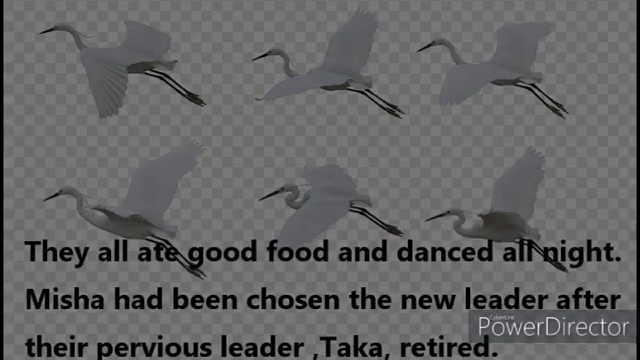 They all ate good food and danced all night.
Misha had been chosen the new leader after
CyberLink
PowerDirector
their pervious leader ,Taka, retired.